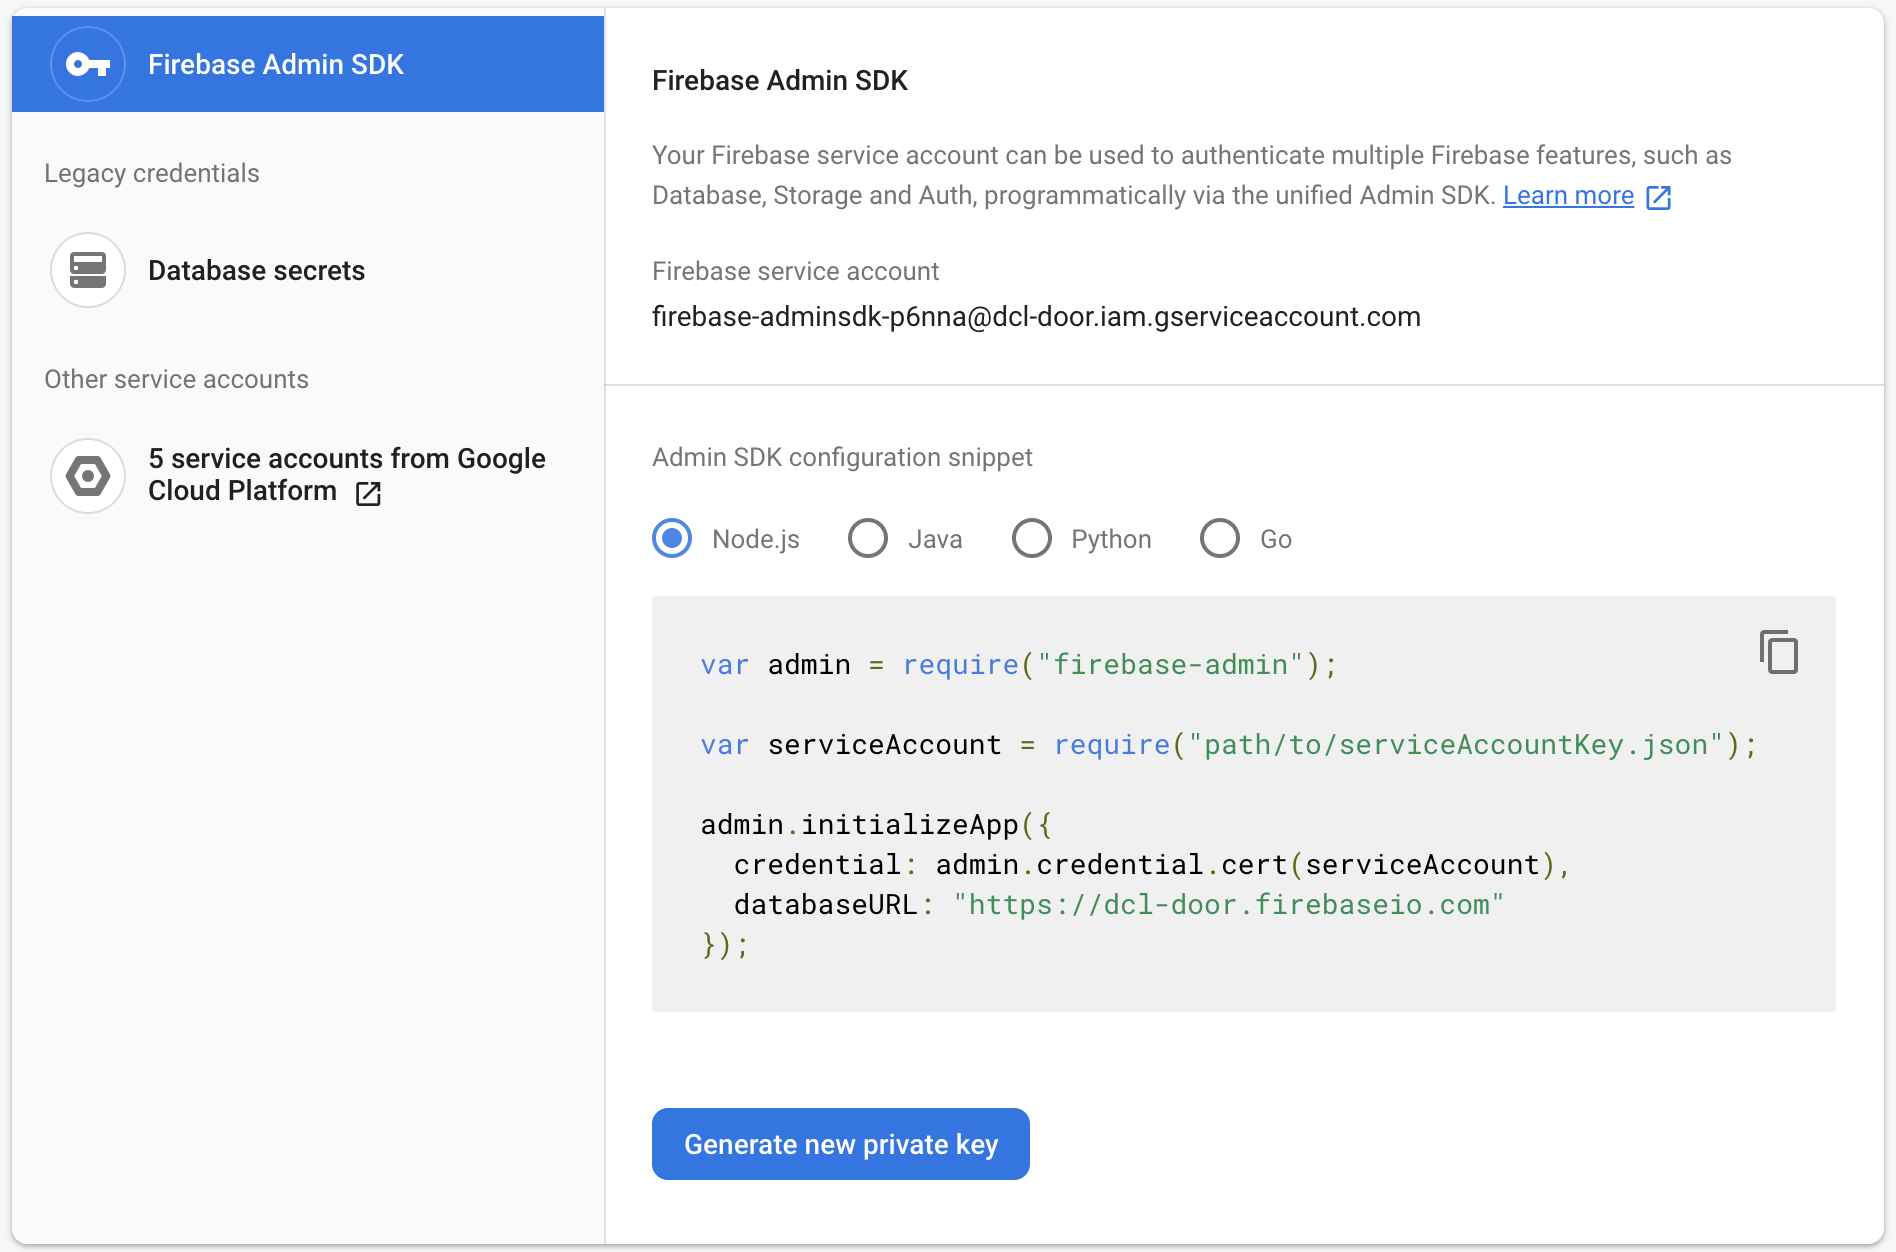 Firebase Admin SDK
Legacy credentials
Database secrets
Other service accounts
5 service accounts from Google
Cloud Platform
Firebase Admin SDK
Your Firebase service account can be used to authenticate multiple Firebase features, such as
Database, Storage and Auth, programmatically via the unified Admin SDK. Learn more
Firebase service account
firebase-adminsdk-p6nna@dcl-door.iam.gserviceaccount.com
Admin SDK configuration snippet
Node.js Java Python Go
var admin = require("firebase-admin");
var serviceAccount = require("path/to/serviceAccountKey.json");
admin.initializeApp({
  credential: admin.credential.cert(serviceAccount),
  databaseURL: "https://dcl-door.firebaseio.com"
});
Generate new private key